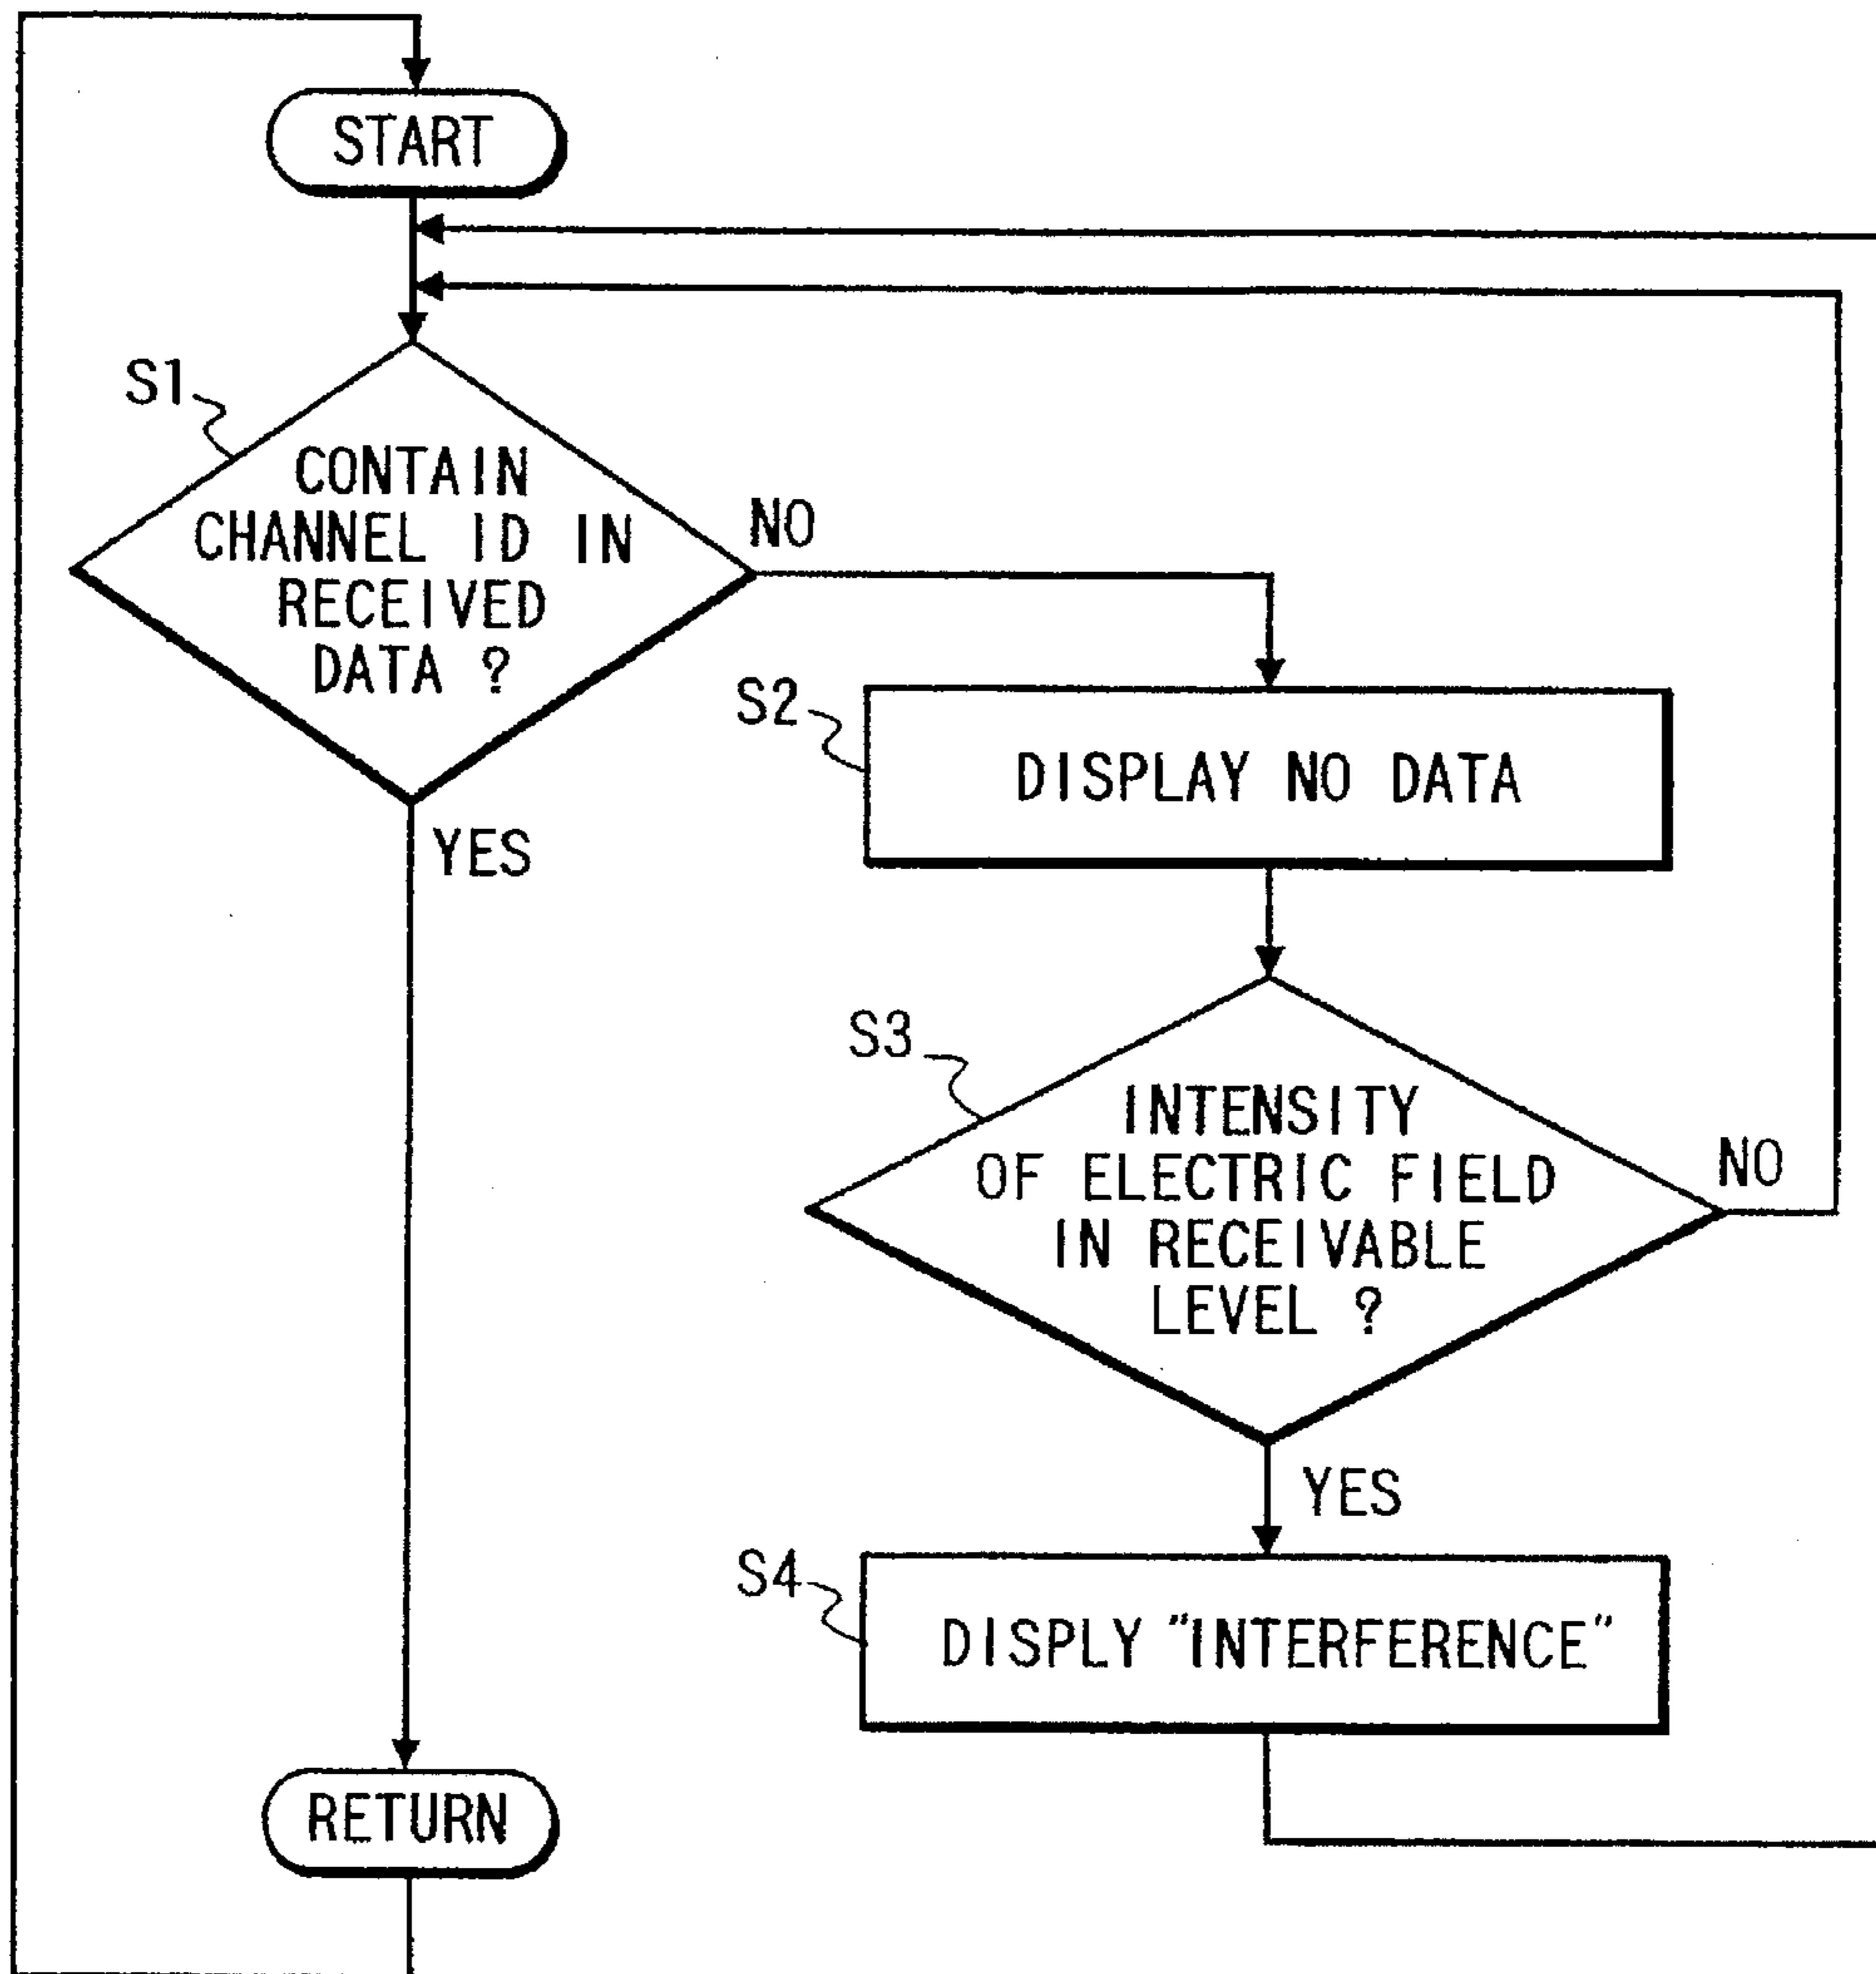 START
S1
CONTAIN
CHANNEL ID IN
RECEIVED
DATA ?
NO
YES
S2
DISPLAY NO DATA
S3
INTENSITY
OF ELECTRIC FIELD
IN RECEIVABLE
LEVEL ?
NO
YES
S4
DISPLY "INTERFERENCE"
RETURN